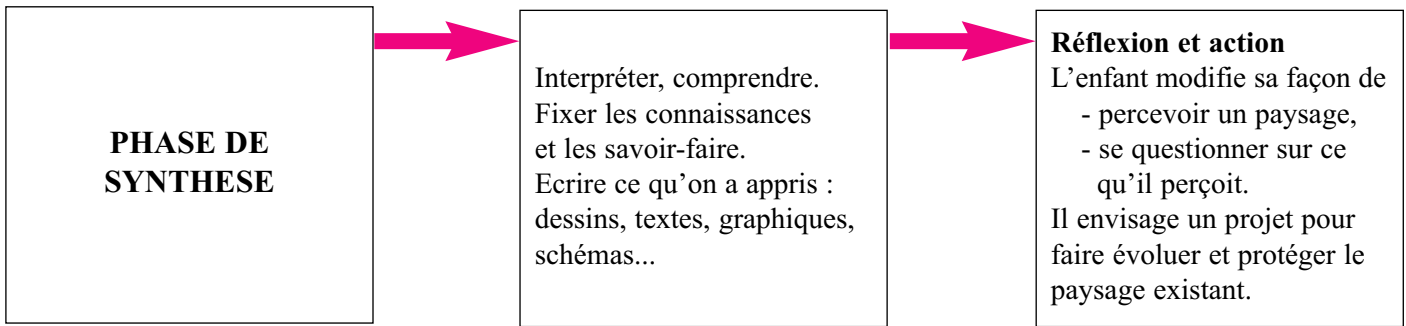 PHASE DE
SYNTHESE
Interpréter, comprendre.
Fixer les connaissances
et les savoir-faire.
Ecrire ce qu’on a appris :
dessins, textes, graphiques,
schémas...
Réflexion et action
L’enfant modifie sa façon de
- percevoir un paysage,
- se questionner sur ce
qu’il perçoit.
Il envisage un projet pour
faire évoluer et protéger le
paysage existant.